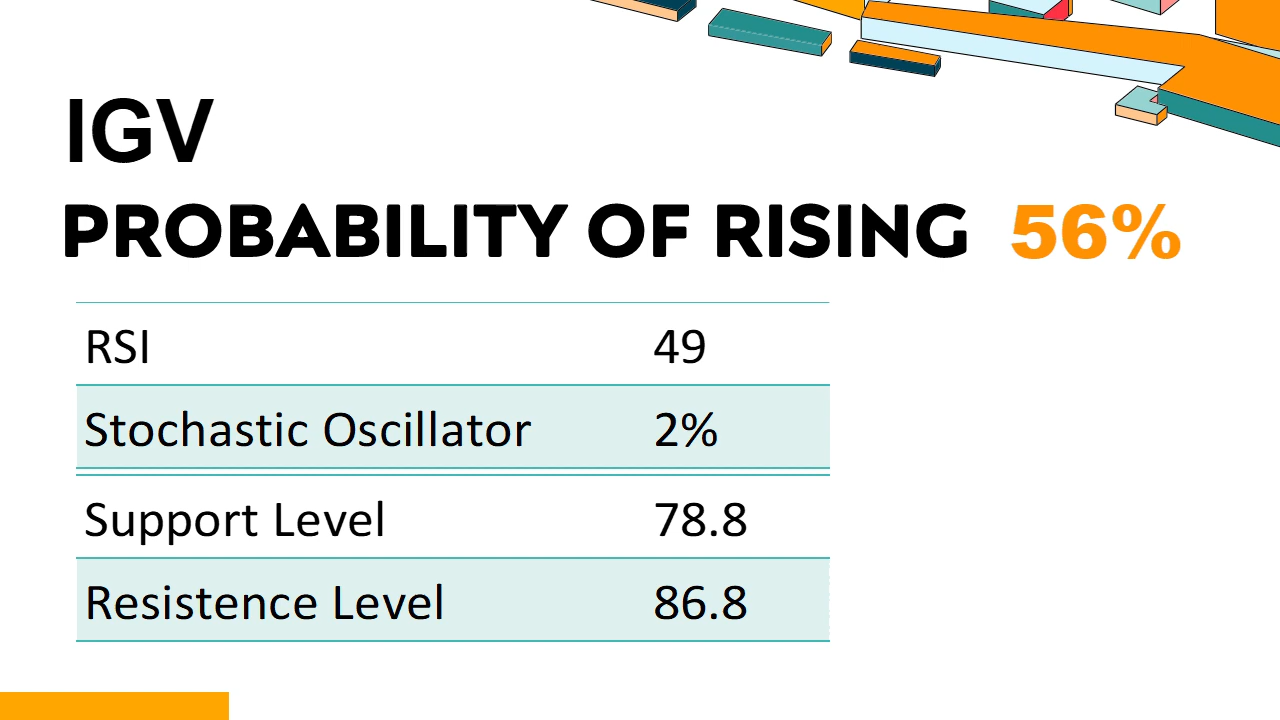 IGV
PROBABILITY OF RISING 56%
RSI 49
Stochastic Oscillator 2%
Support Level 78.8
Resistence Level 86.8